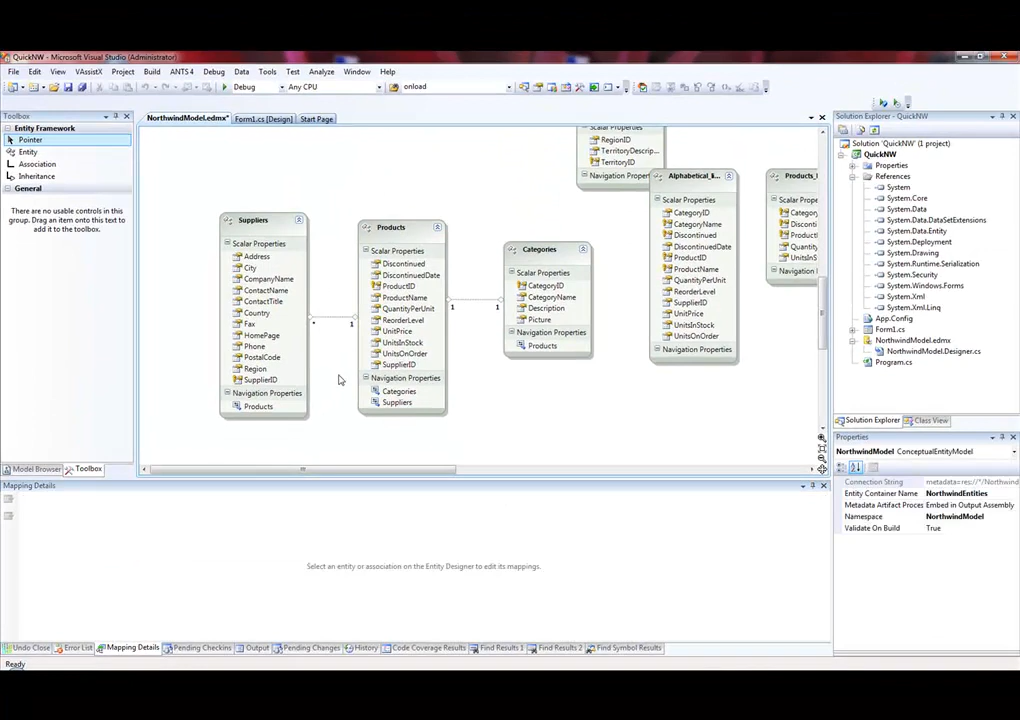 QuickNW - Microsoft Visual Studio (Administrator)
File Edit View VAssistX Project Build ANTS 4 Debug Data Tools Test Analyze Window Help
Debug Any CPU onload
Toolbox
Entity Framework
Pointer
Entity
Association
Inheritance
General
There are no usable controls in this
group. Drag an item onto this text to
add it to the toolbox.
Model Browser Toolbox
NorthwindModel.edmx* Form1.cs [Design] Start Page
Scalar Properties
RegionID
TerritoryDescrip...
TerritoryID
Navigation Propert
Suppliers
Scalar Properties
Address
City
CompanyName
ContactName
ContactTitle
Country
Fax
HomePage
Phone
PostalCode
Region
SupplierID
Navigation Properties
Products
* 1
Products
Scalar Properties
Discontinued
DiscontinuedDate
ProductID
ProductName
QuantityPerUnit
ReorderLevel
UnitPrice
UnitsInStock
UnitsOnOrder
SupplierID
Navigation Properties
Categories
Suppliers
1 1
Categories
Scalar Properties
CategoryID
CategoryName
Description
Picture
Navigation Properties
Products
Alphabetical_li...
Scalar Properties
CategoryID
CategoryName
Discontinued
DiscontinuedDate
ProductID
ProductName
QuantityPerUnit
ReorderLevel
SupplierID
UnitPrice
UnitsInStock
UnitsOnOrder
Navigation Properties
Products_
Scalar Prope
Categor
Disconti
Product
Quantity
UnitsInS
Navigation
Mapping Details
Select an entity or association on the Entity Designer to edit its mappings.
Undo Close Error List Mapping Details Pending Checkins Output Pending Changes History Code Coverage Results Find Results 1 Find Results 2 Find Symbol Results
Ready
Solution Explorer - QuickNW
Solution 'QuickNW' (1 project)
QuickNW
Properties
References
System
System.Core
System.Data
System.Data.DataSetExtensions
System.Data.Entity
System.Deployment
System.Drawing
System.Runtime.Serialization
System.Security
System.Windows.Forms
System.Xml
System.Xml.Linq
App.Config
Form1.cs
NorthwindModel.edmx
NorthwindModel.Designer.cs
Program.cs
Solution Explorer Class View
Properties
NorthwindModel ConceptualEntityModel
Connection String metadata=res://*/Northwind
Entity Container Name NorthwindEntities
Metadata Artifact Proces Embed in Output Assembly
Namespace NorthwindModel
Validate On Build True